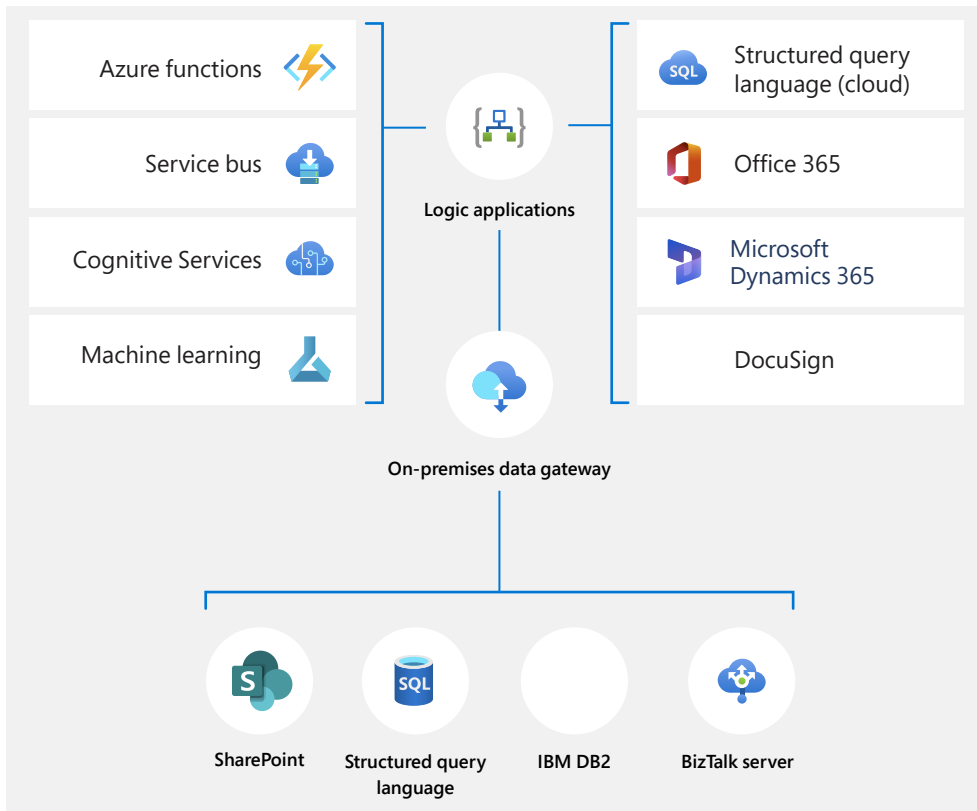 Azure functions
Service bus
Cognitive Services
Machine learning
{ }
Logic applications
SQL
Structured query
language (cloud)
Office 365
Microsoft
Dynamics 365
DocuSign
On-premises data gateway
S
SharePoint
SQL
Structured query
language
IBM DB2
BizTalk server